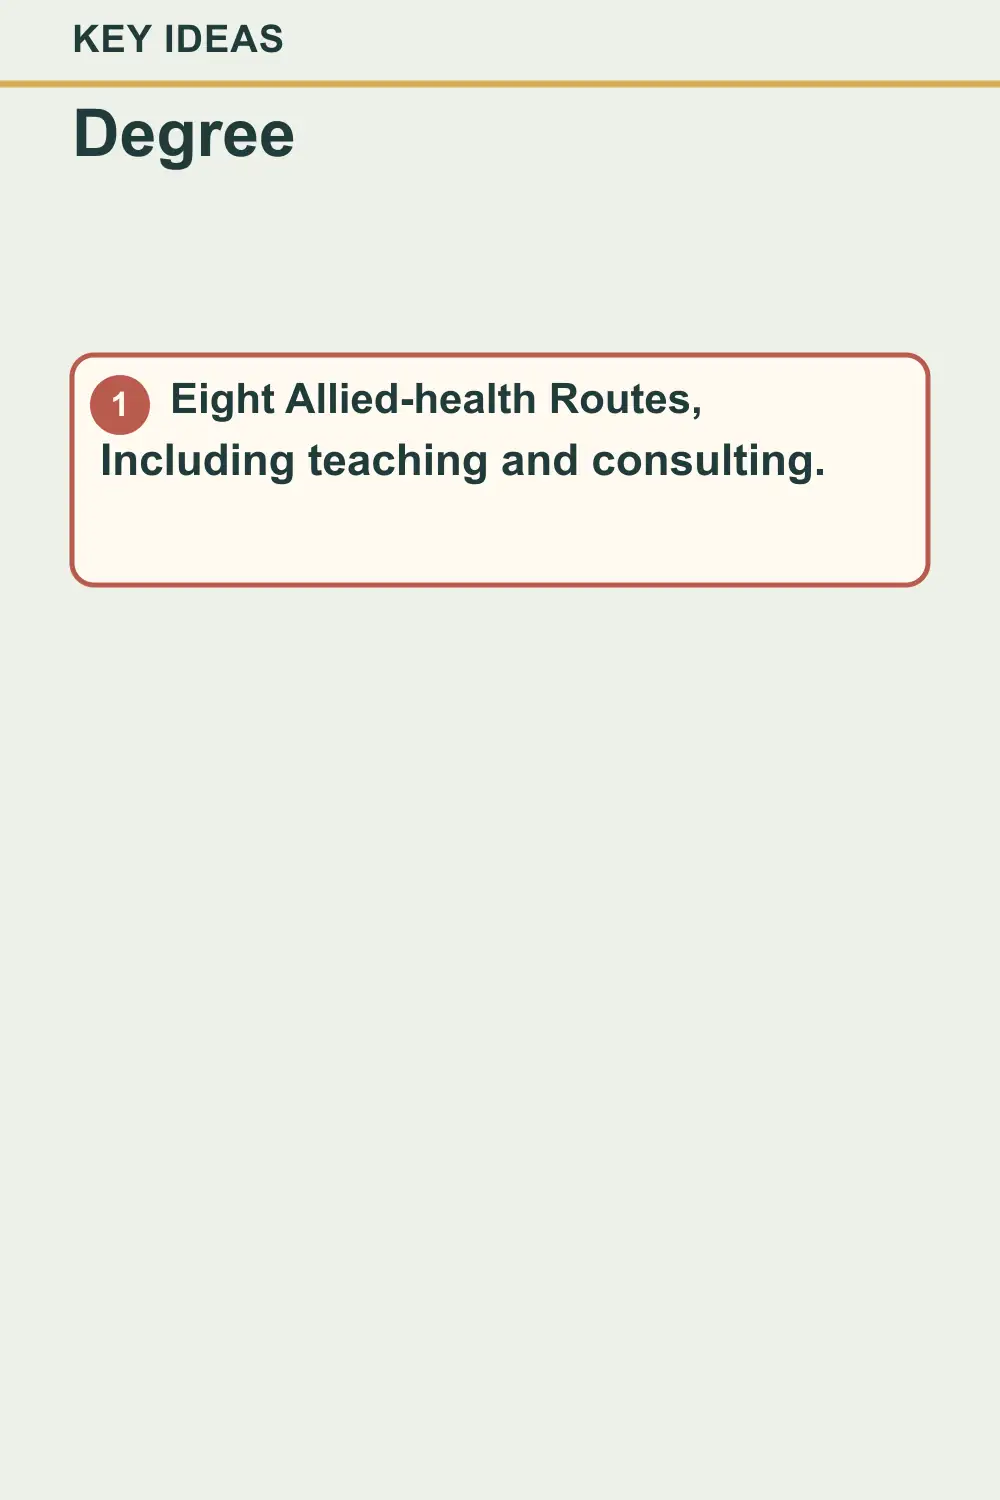 KEY IDEAS
Degree
1 Eight Allied-health Routes,
Including teaching and consulting.